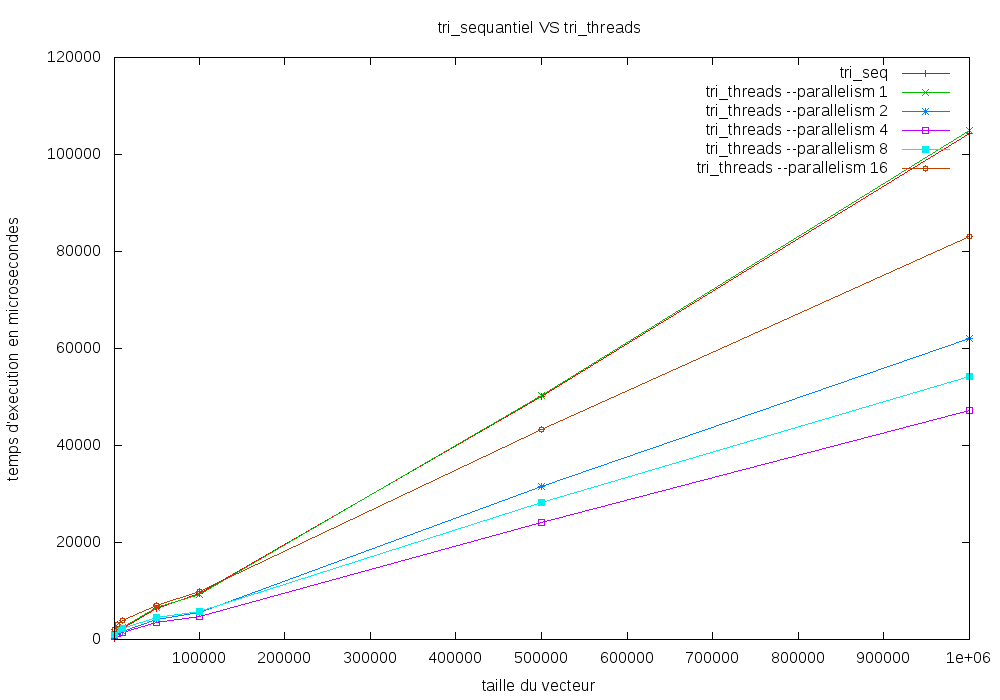 tri_sequantiel VS tri_threads
120000
100000
80000
60000
40000
20000
0
temps d'execution en microsecondes
tri_seq
tri_threads --parallelism 1
tri_threads --parallelism 2
tri_threads --parallelism 4
tri_threads --parallelism 8
tri_threads --parallelism 16
100000 200000 300000 400000 500000 600000 700000 800000 900000 1e+06
taille du vecteur